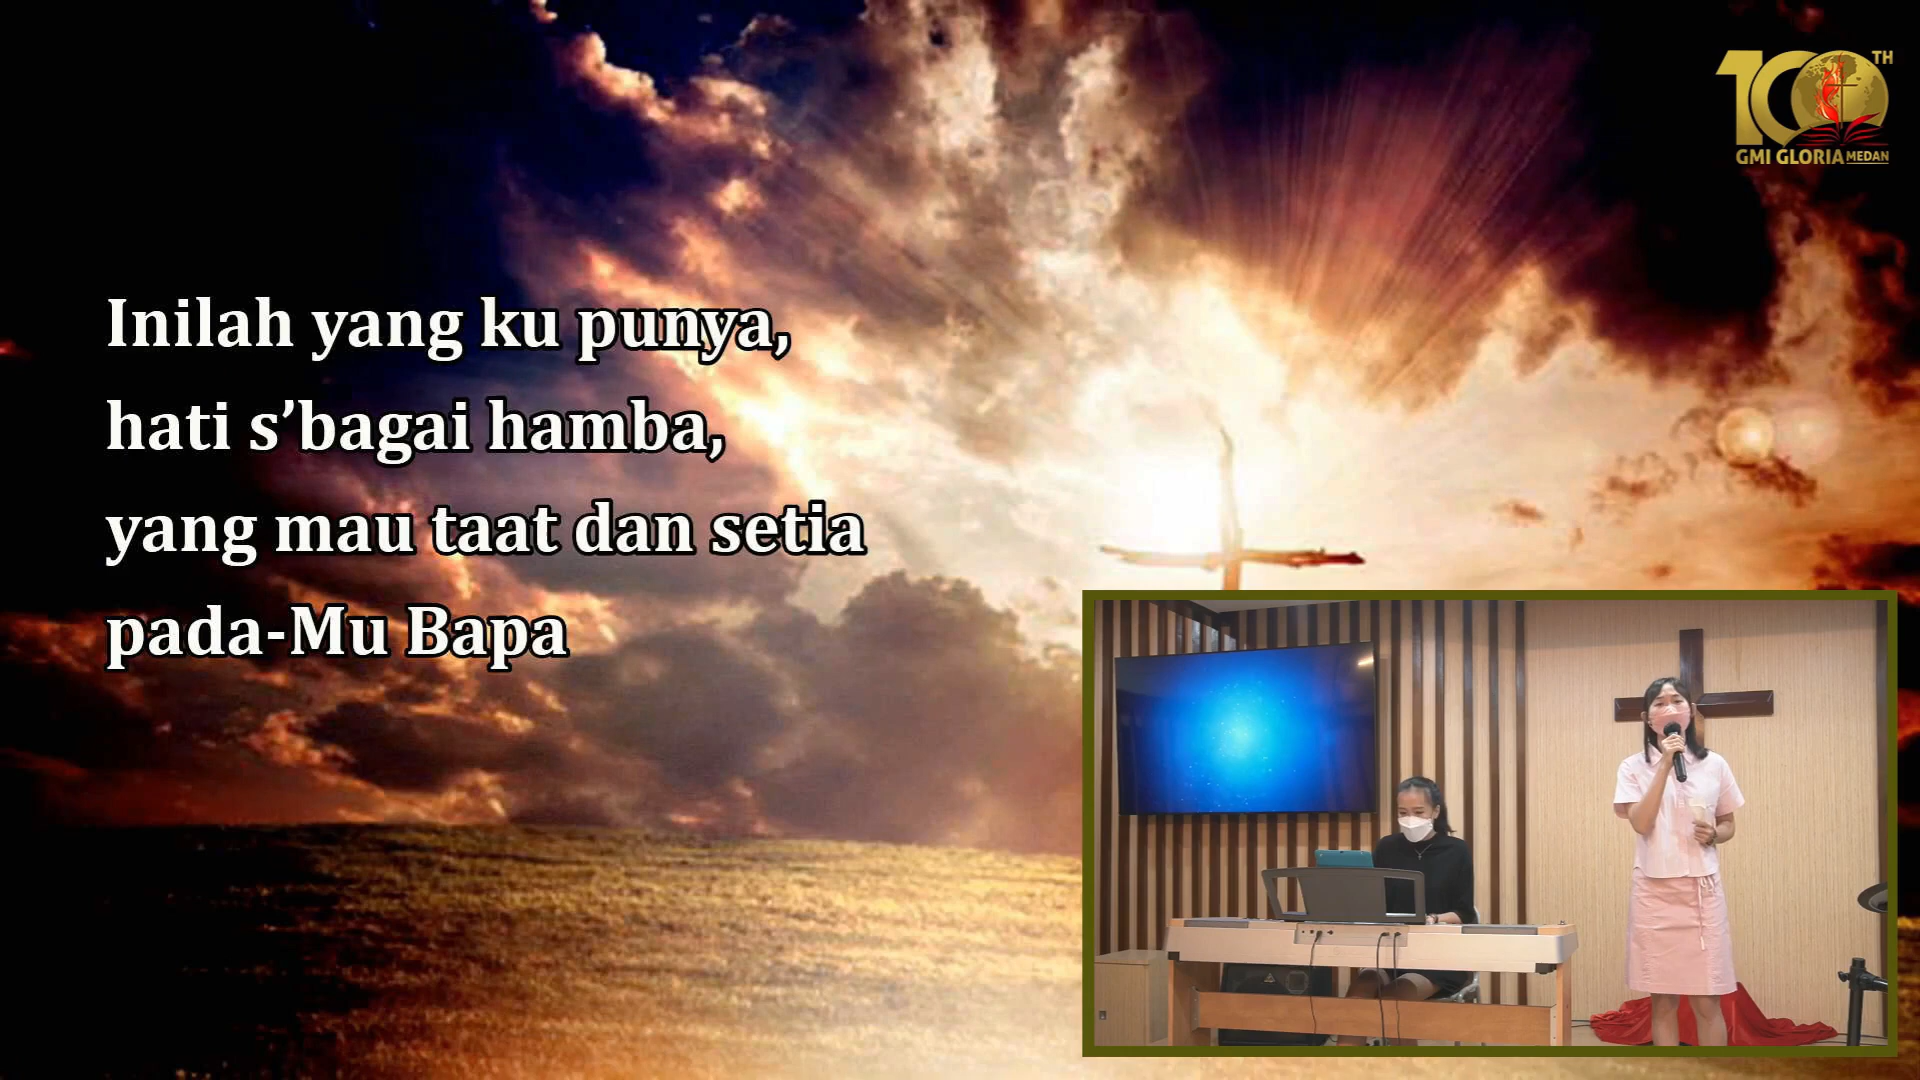 100TH
GMI GLORIA MEDAN
Inilah yang ku punya,
hati s’bagai hamba,
yang mau taat dan setia
pada-Mu Bapa